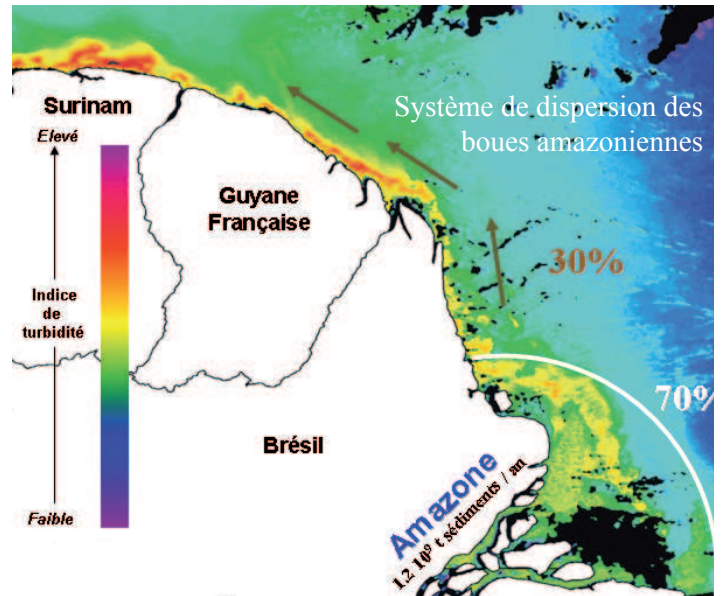 Système de dispersion des
boues amazoniennes
Surinam
Elevé
Guyane
Française
Indice
de
turbidité
30%
70%
Brésil
Amazone
1.2 10⁹ t sédiments / an
Faible